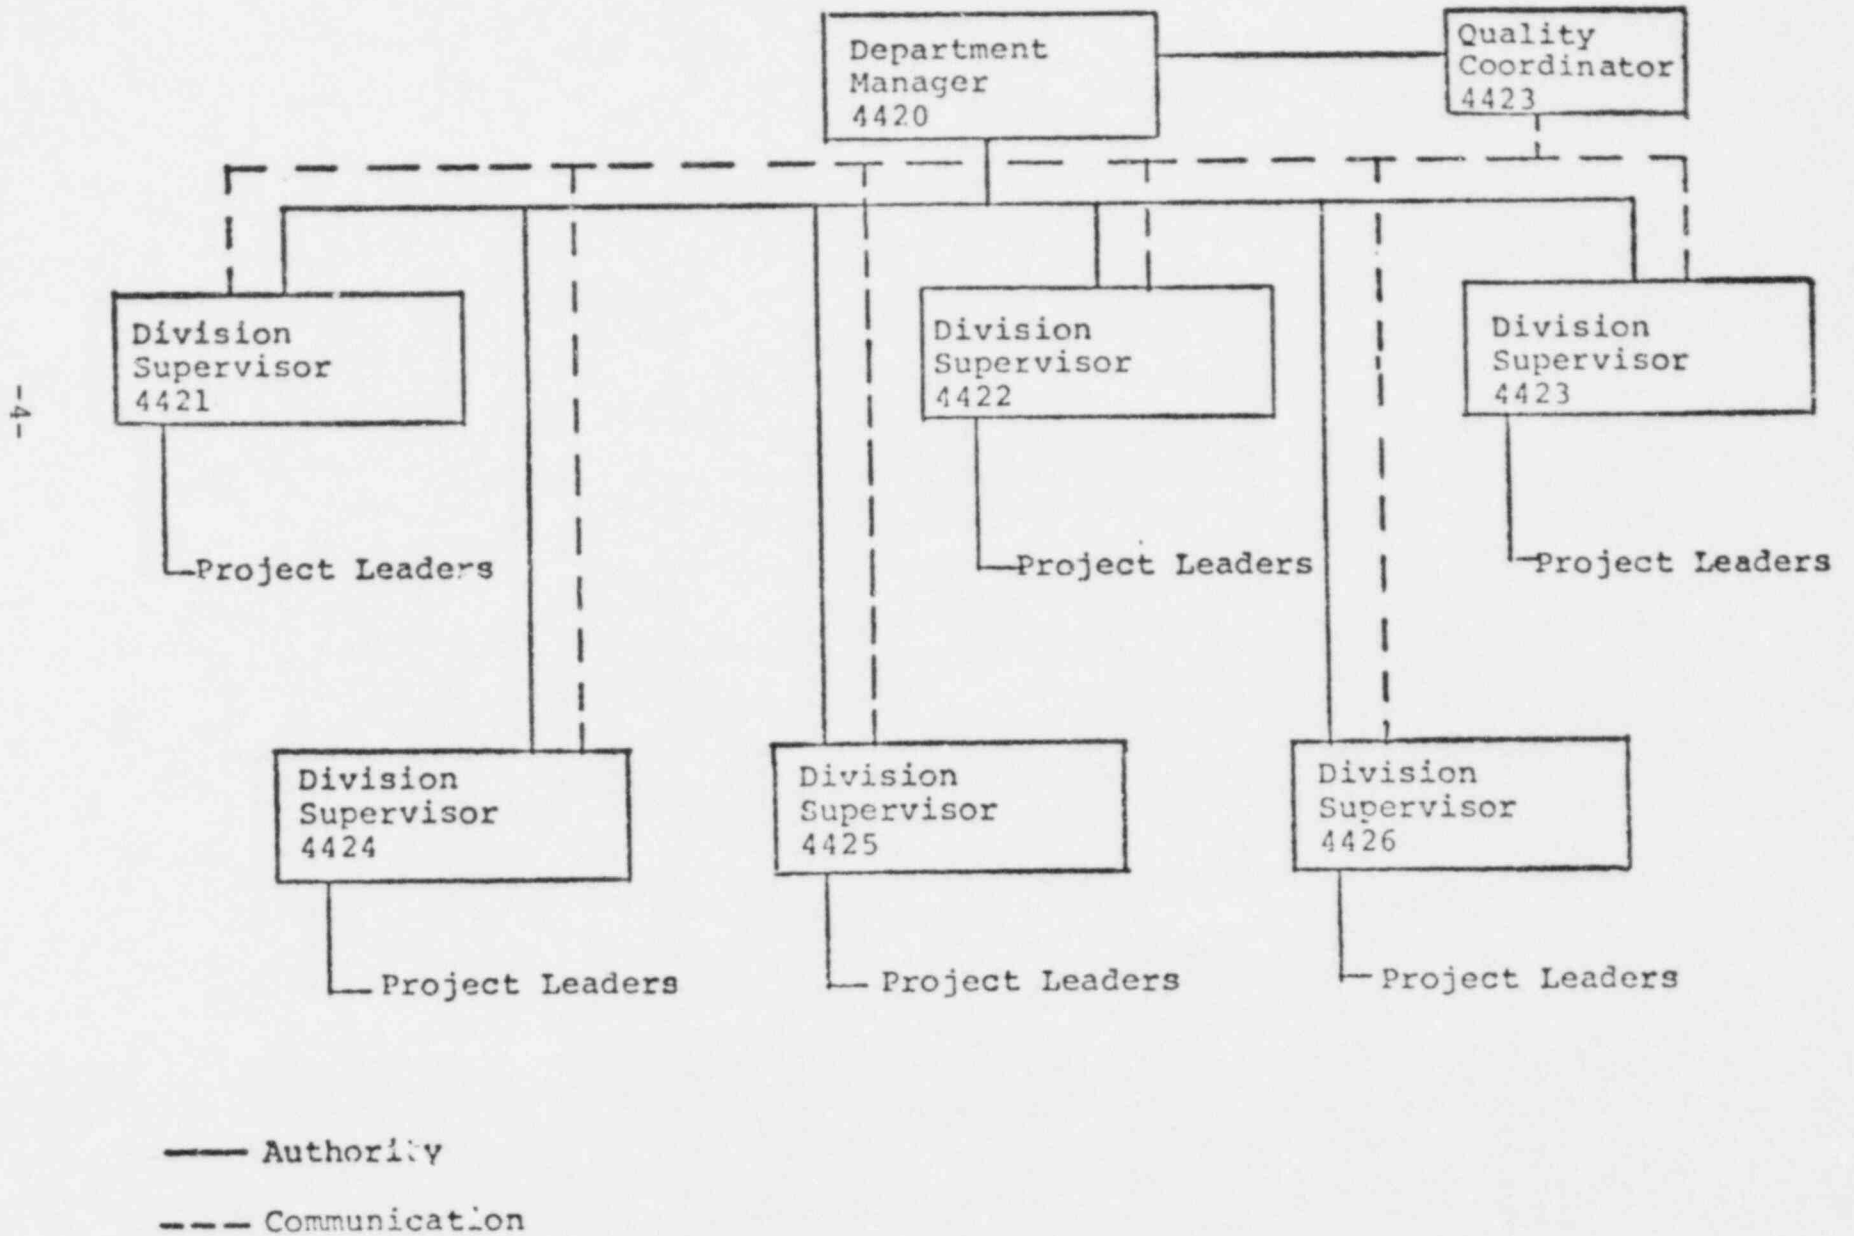 Department
Manager
4420
Quality
Coordinator
4423
Division
Supervisor
4421
Division
Supervisor
4422
Division
Supervisor
4423
-4-
Project Leaders
Project Leaders
Project Leaders
Division
Supervisor
4424
Division
Supervisor
4425
Division
Supervisor
4426
Project Leaders
Project Leaders
Project Leaders
Authority
Communication